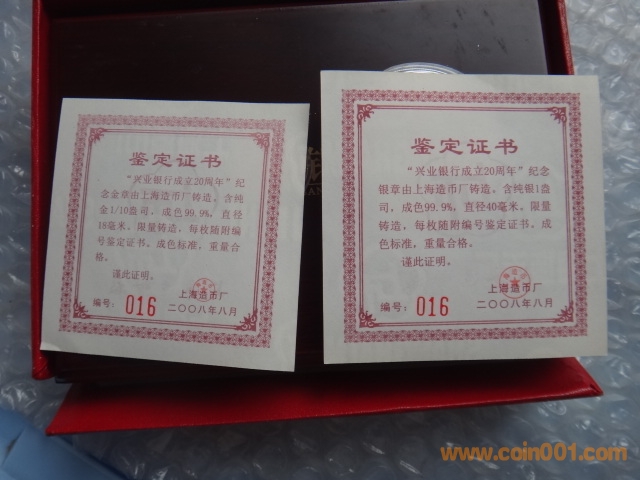 鉴定证书
“兴业银行成立20周年”纪
念金章由上海造币厂铸造，含纯
金1/10盎司，成色99.9%，直径
18毫米，限量铸造，每枚随附编
号鉴定证书。成色标准，重量合
格。
谨此证明。
上海造币厂
编号： 016 二〇〇八年八月
鉴定证书
“兴业银行成立20周年”纪念
银章由上海造币厂铸造，含纯银1盎
司，成色99.9%，直径40毫米，限量
铸造，每枚随附编号鉴定证书。成
色标准，重量合格。
谨此证明。
上海造币厂
编号： 016 二〇〇八年八月
www.coin001.com